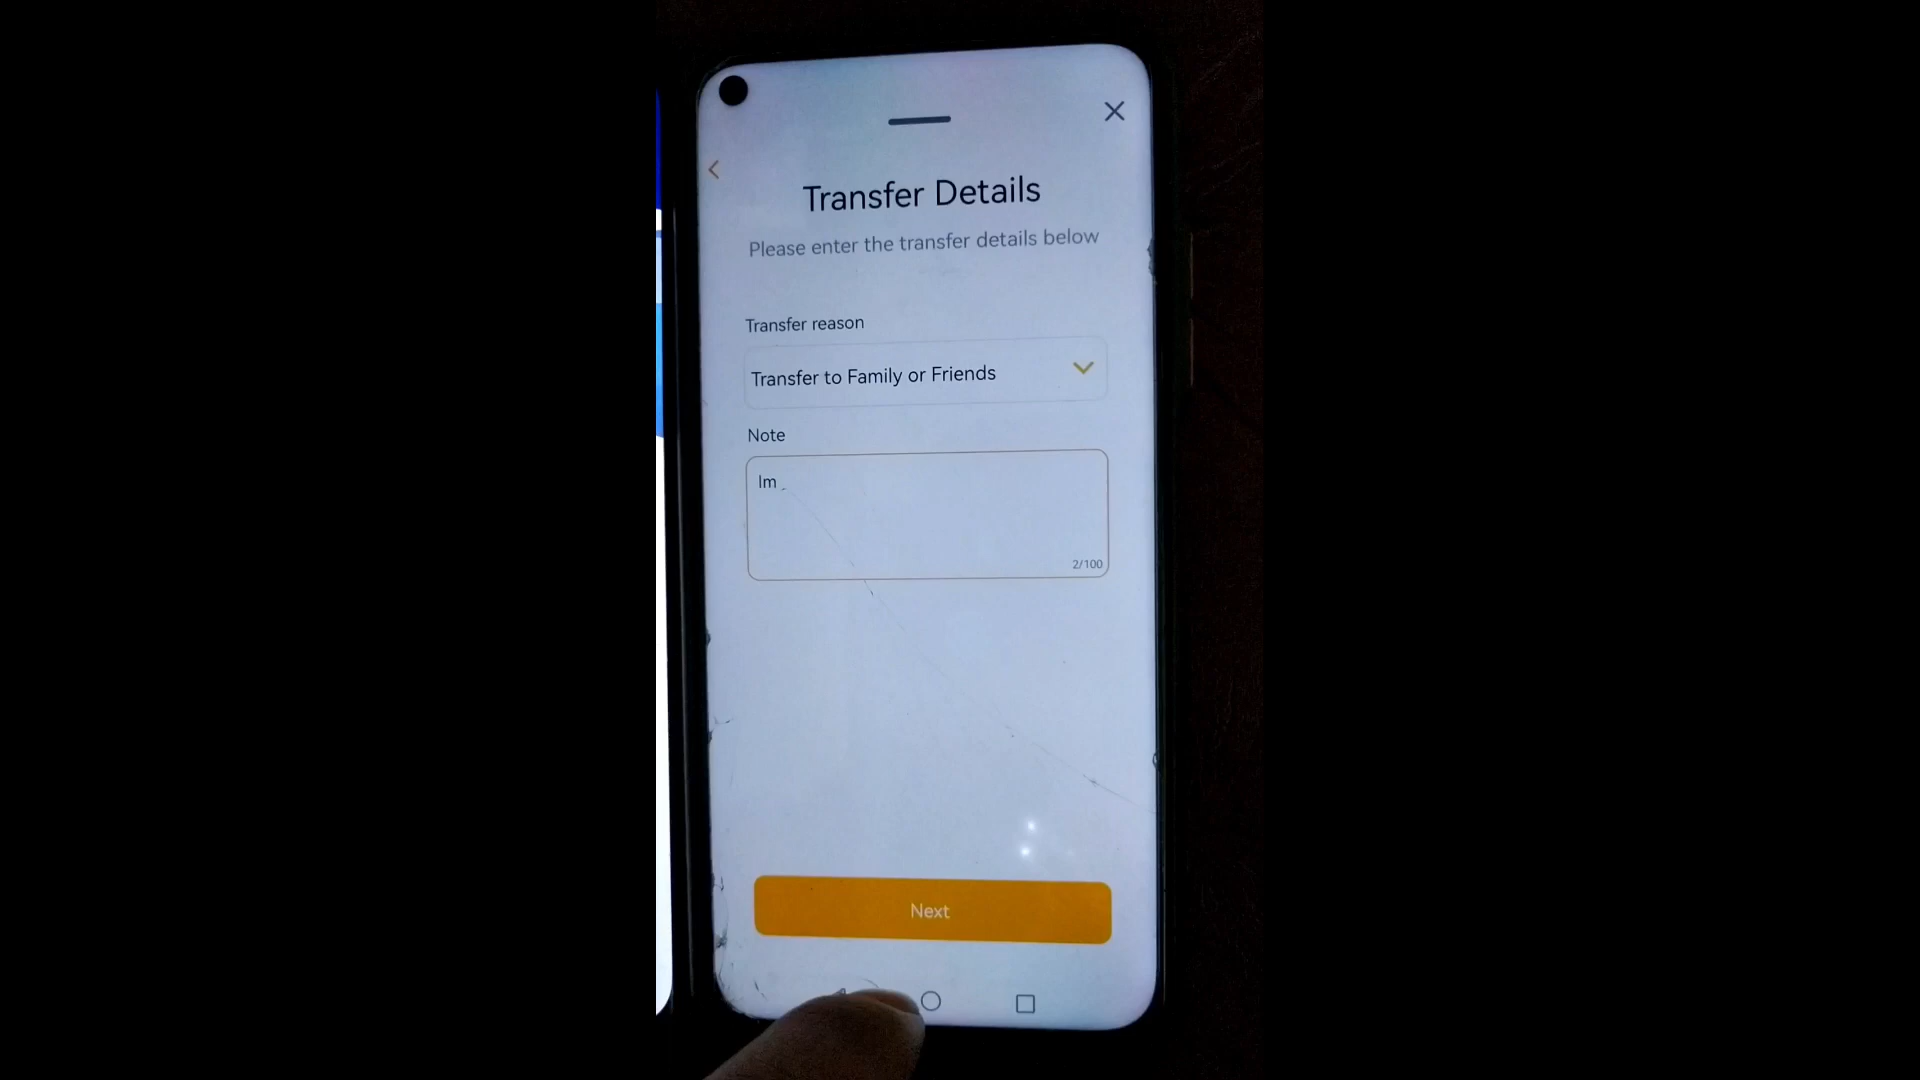 Transfer Details
Please enter the transfer details below
Transfer reason
Transfer to Family or Friends
Note
Im
2/100
Next